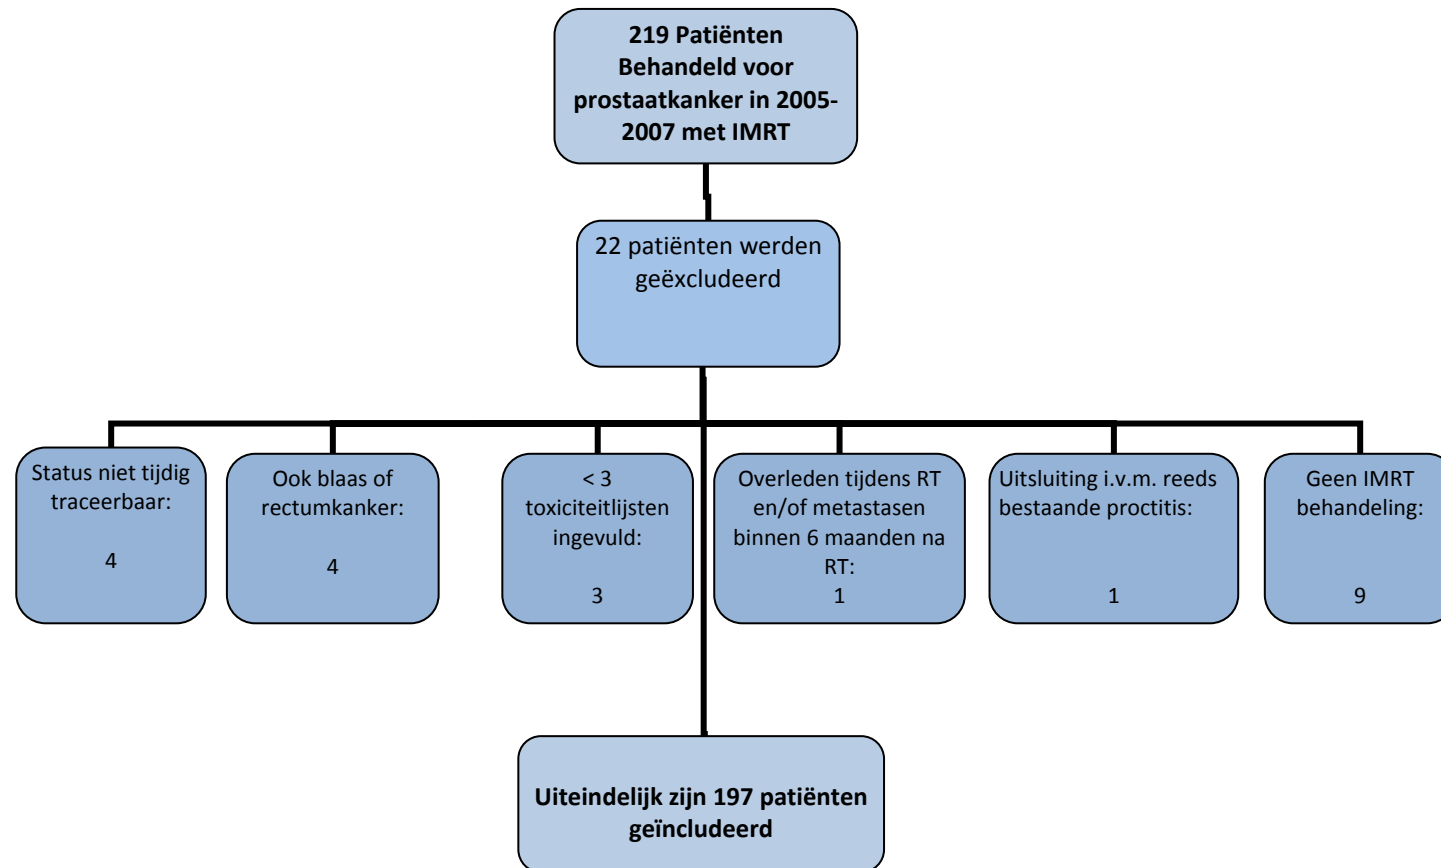 219 Patiënten
Behandeld voor
prostaatkanker in 2005-
2007 met IMRT
22 patiënten werden
geëxcludeerd
Status niet tijdig
traceerbaar:
4
Ook blaas of
rectumkanker:
4
< 3
toxiciteitlijsten
ingevuld:
3
Overleden tijdens RT
en/of metastasen
binnen 6 maanden na
RT:
1
Uitsluiting i.v.m. reeds
bestaande proctitis:
1
Geen IMRT
behandeling:
9
Uiteindelijk zijn 197 patiënten
geïncludeerd